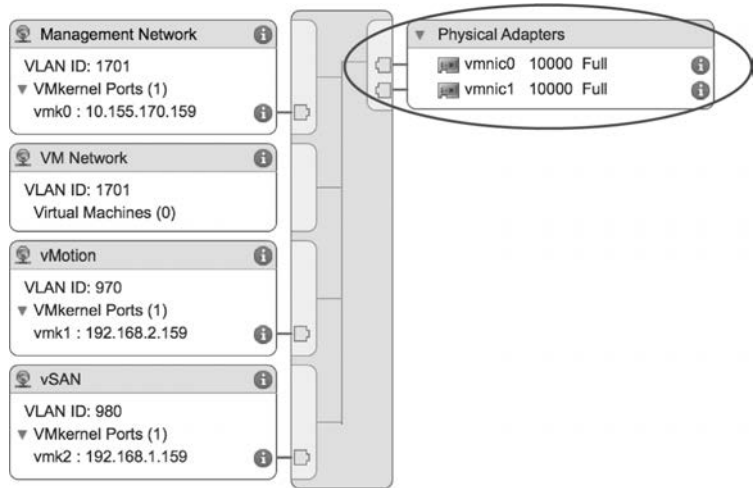 Management Network
VLAN ID: 1701
VMkernel Ports (1)
vmk0 : 10.155.170.159
VM Network
VLAN ID: 1701
Virtual Machines (0)
vMotion
VLAN ID: 970
VMkernel Ports (1)
vmk1 : 192.168.2.159
vSAN
VLAN ID: 980
VMkernel Ports (1)
vmk2 : 192.168.1.159
Physical Adapters
vmnic0 10000 Full
vmnic1 10000 Full